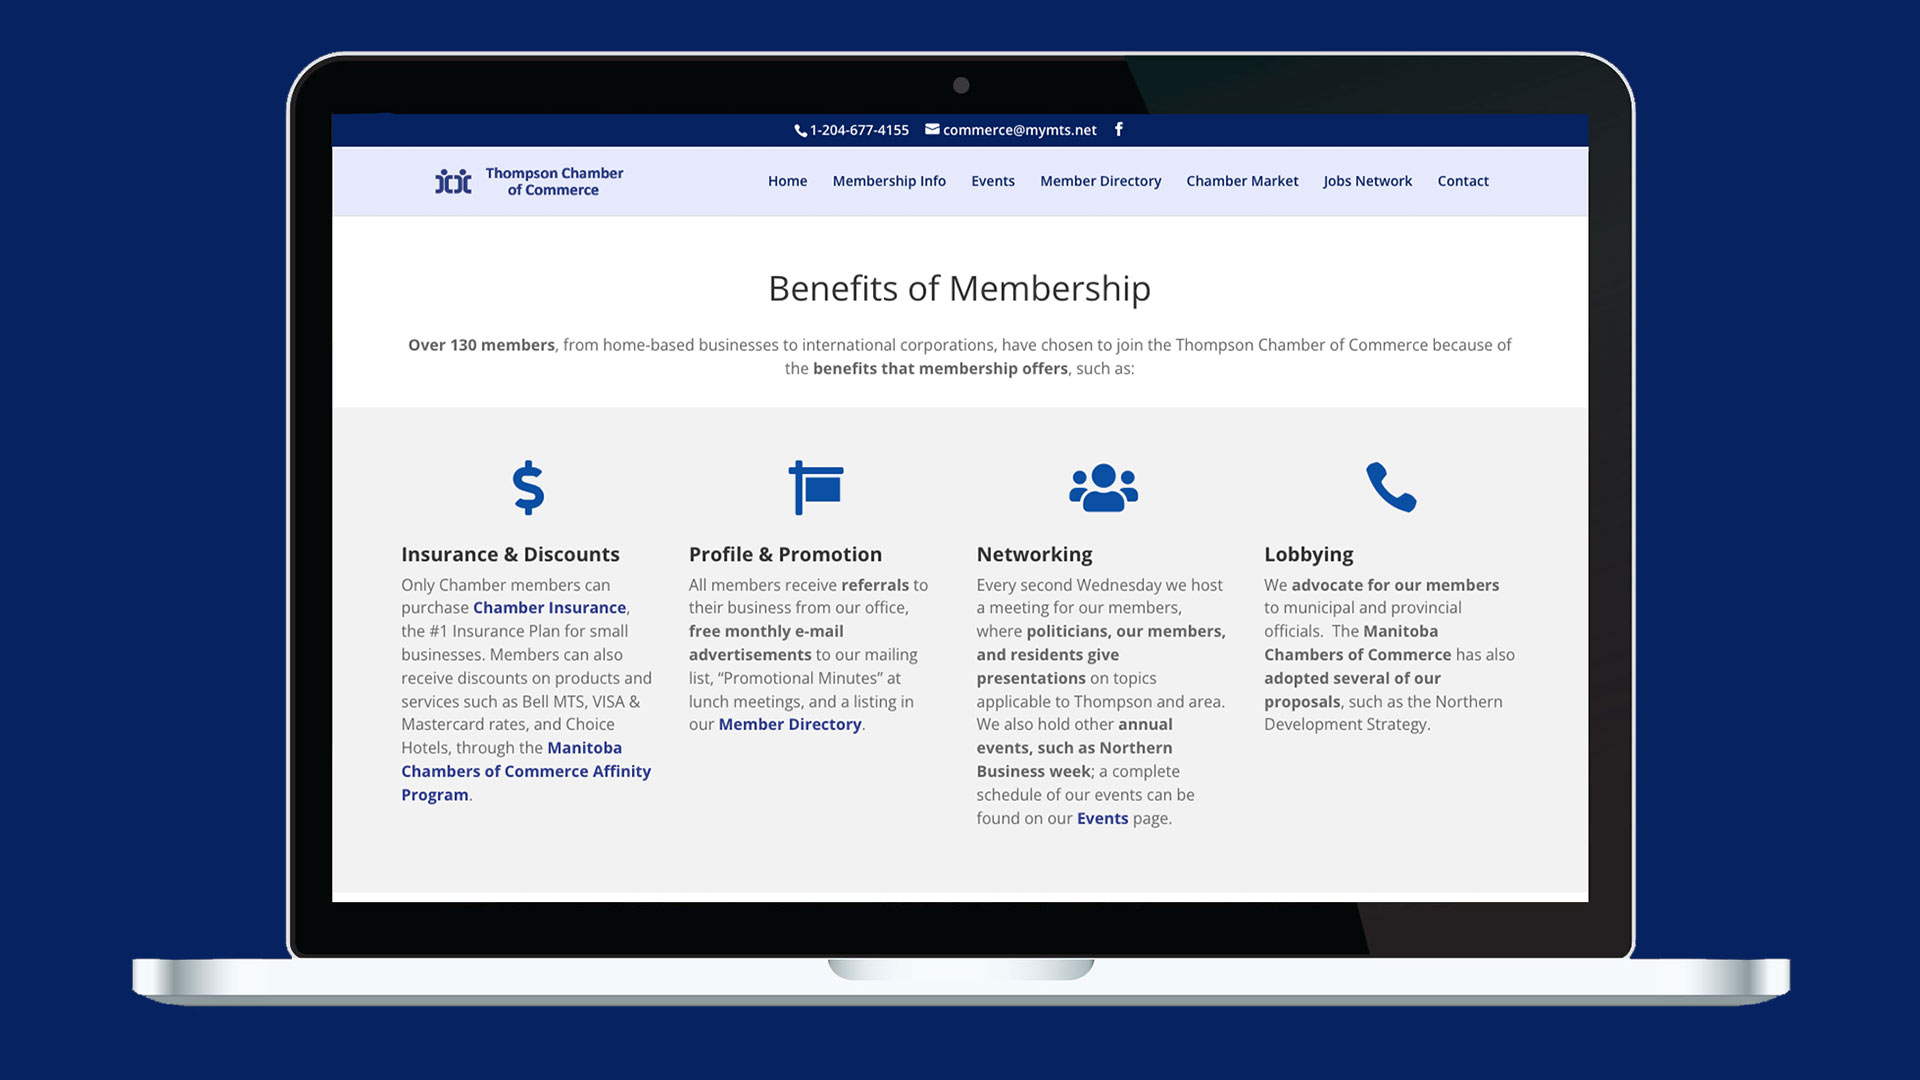 1-204-677-4155 commerce@mymts.net
Thompson Chamber
of Commerce
Home Membership Info Events Member Directory Chamber Market Jobs Network Contact
Benefits of Membership
Over 130 members, from home-based businesses to international corporations, have chosen to join the Thompson Chamber of Commerce because of
the benefits that membership offers, such as:
Insurance & Discounts
Only Chamber members can
purchase Chamber Insurance,
the #1 Insurance Plan for small
businesses. Members can also
receive discounts on products and
services such as Bell MTS, VISA &
Mastercard rates, and Choice
Hotels, through the Manitoba
Chambers of Commerce Affinity
Program.
Profile & Promotion
All members receive referrals to
their business from our office,
free monthly e-mail
advertisements to our mailing
list, “Promotional Minutes” at
lunch meetings, and a listing in
our Member Directory.
Networking
Every second Wednesday we host
a meeting for our members,
where politicians, our members,
and residents give
presentations on topics
applicable to Thompson and area.
We also hold other annual
events, such as Northern
Business week; a complete
schedule of our events can be
found on our Events page.
Lobbying
We advocate for our members
to municipal and provincial
officials. The Manitoba
Chambers of Commerce has also
adopted several of our
proposals, such as the Northern
Development Strategy.